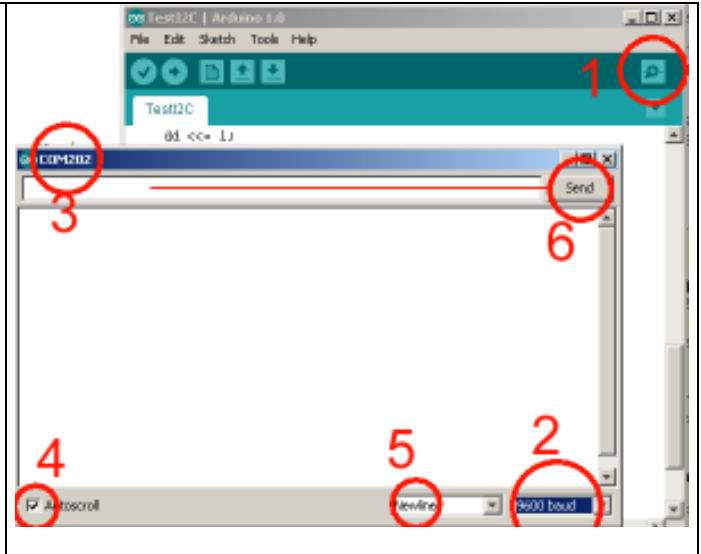 TestI2C | Arduino 1.0
File Edit Sketch Tools Help
1
TestI2C
dd <<= 1;
COM202
Send
3
6
4
5
2
Autoscroll
Newline
9600 baud